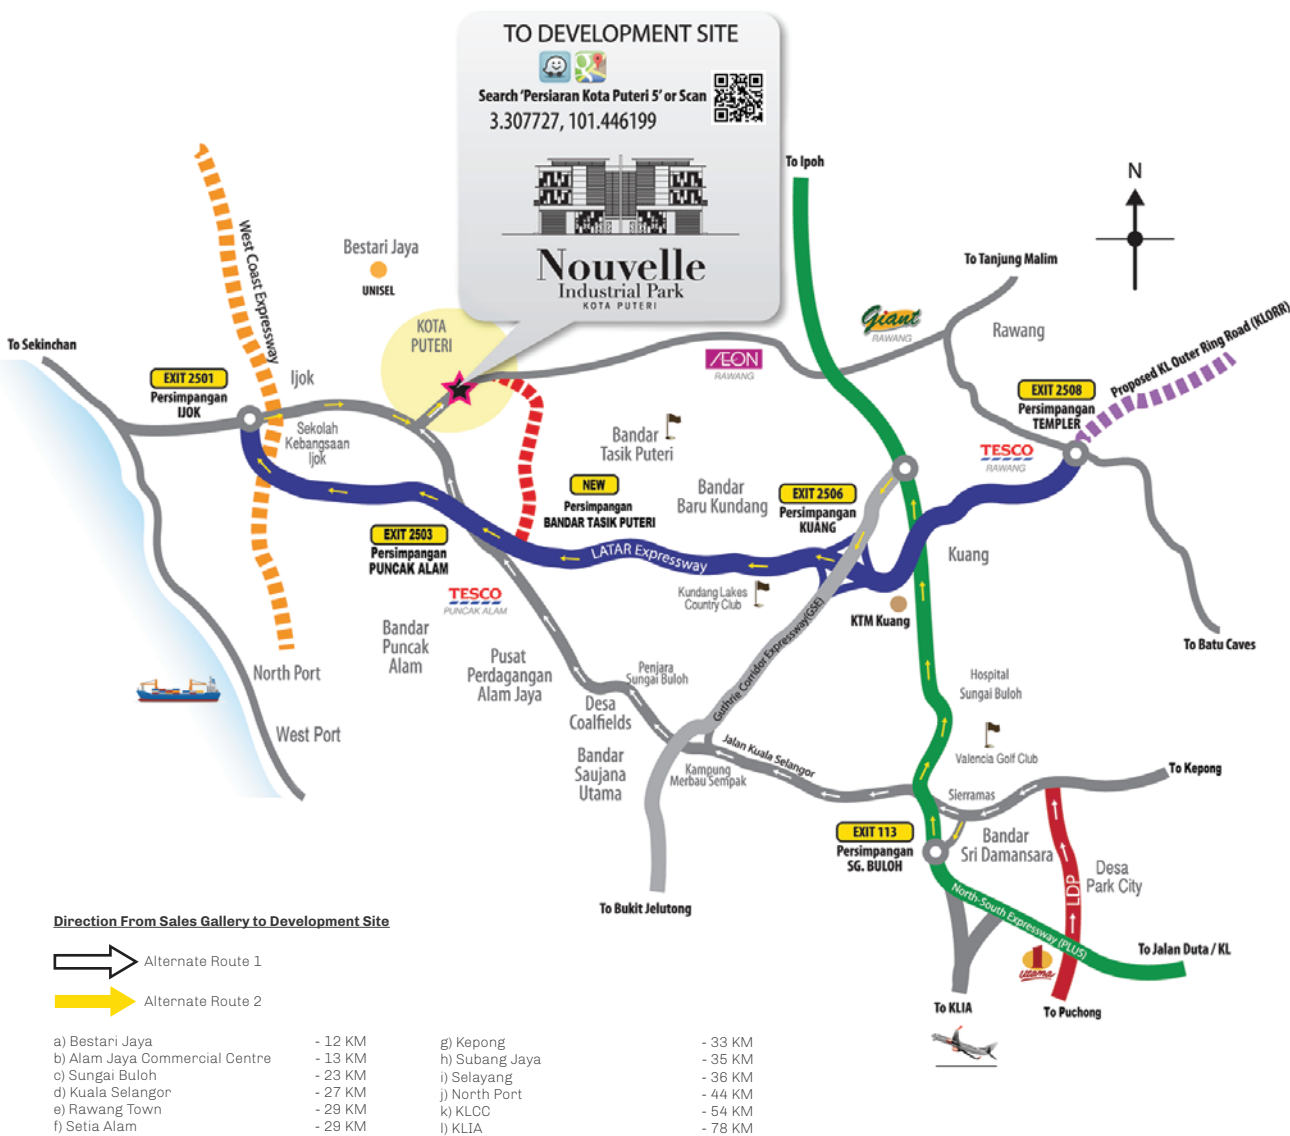 TO DEVELOPMENT SITE
Search 'Persiaran Kota Puteri 5' or Scan
3.307727, 101.446199
Nouvelle
Industrial Park
KOTA PUTERI
To Ipoh
N
To Tanjung Malim
Rawang
Giant
RAWANG
Proposed KL Outer Ring Road (KLORR)
West Coast Expressway
Bestari Jaya
UNISEL
KOTA
PUTERI
ÆON
RAWANG
To Sekinchan
EXIT 2501
Persimpangan
IJOK
Ijok
Sekolah
Kebangsaan
Ijok
EXIT 2508
Persimpangan
TEMPLER
TESCO
RAWANG
Bandar
Tasik Puteri
NEW
Persimpangan
BANDAR TASIK PUTERI
Bandar
Baru Kundang
EXIT 2506
Persimpangan
KUANG
EXIT 2503
Persimpangan
PUNCAK ALAM
LATAR Expressway
Kuang
TESCO
PUNCAK ALAM
Kundang Lakes
Country Club
KTM Kuang
Guthrie Corridor Expressway(GSE)
To Batu Caves
Bandar
Puncak
Alam
Pusat
Perdagangan
Alam Jaya
Penjara
Sungai Buloh
Hospital
Sungai Buloh
North Port
West Port
Desa
Coalfields
Bandar
Saujana
Utama
Jalan Kuala Selangor
Kampung
Merbau Sempak
Valencia Golf Club
To Kepong
Sierramas
EXIT 113
Persimpangan
SG. BULOH
Bandar
Sri Damansara
Desa
Park City
LDP
North-South Expressway (PLUS)
To Bukit Jelutong
1
utama
To Jalan Duta / KL
To KLIA
To Puchong
Direction From Sales Gallery to Development Site
Alternate Route 1
Alternate Route 2
a) Bestari Jaya - 12 KM
b) Alam Jaya Commercial Centre - 13 KM
c) Sungai Buloh - 23 KM
d) Kuala Selangor - 27 KM
e) Rawang Town - 29 KM
f) Setia Alam - 29 KM
g) Kepong - 33 KM
h) Subang Jaya - 35 KM
i) Selayang - 36 KM
j) North Port - 44 KM
k) KLCC - 54 KM
l) KLIA - 78 KM